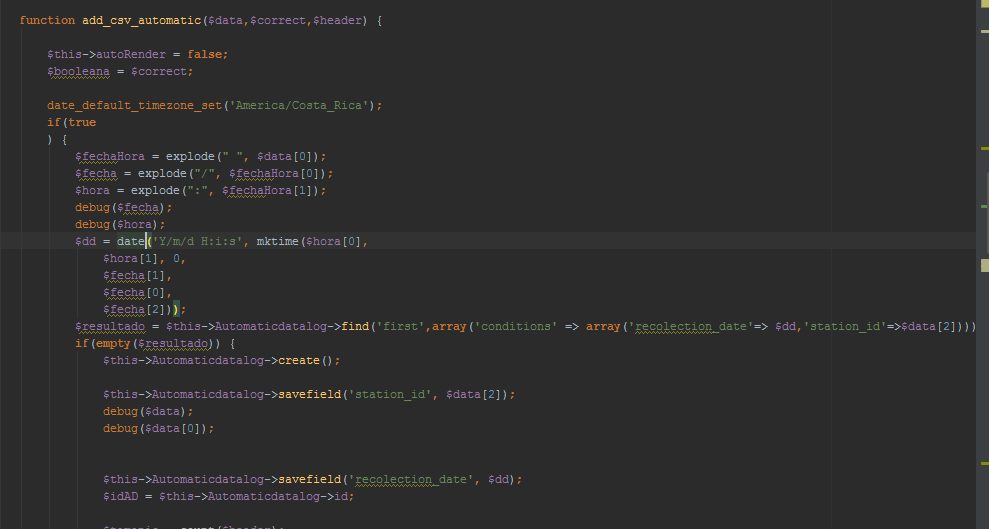 function add_csv_automatic($data,$correct,$header) {
$this->autoRender = false;
$booleana = $correct;
date_default_timezone_set('America/Costa_Rica');
if(true
) {
$fechaHora = explode(" ", $data[0]);
$fecha = explode("/", $fechaHora[0]);
$hora = explode(":", $fechaHora[1]);
debug($fecha);
debug($hora);
$dd = date('Y/m/d H:i:s', mktime($hora[0],
$hora[1], 0,
$fecha[1],
$fecha[0],
$fecha[2]));
$resultado = $this->Automaticdatalog->find('first',array('conditions' => array('recolection_date'=> $dd,'station_id'=>$data[2])))
if(empty($resultado)) {
$this->Automaticdatalog->create();
$this->Automaticdatalog->savefield('station_id', $data[2]);
debug($data);
debug($data[0]);
$this->Automaticdatalog->savefield('recolection_date', $dd);
$idAD = $this->Automaticdatalog->id;